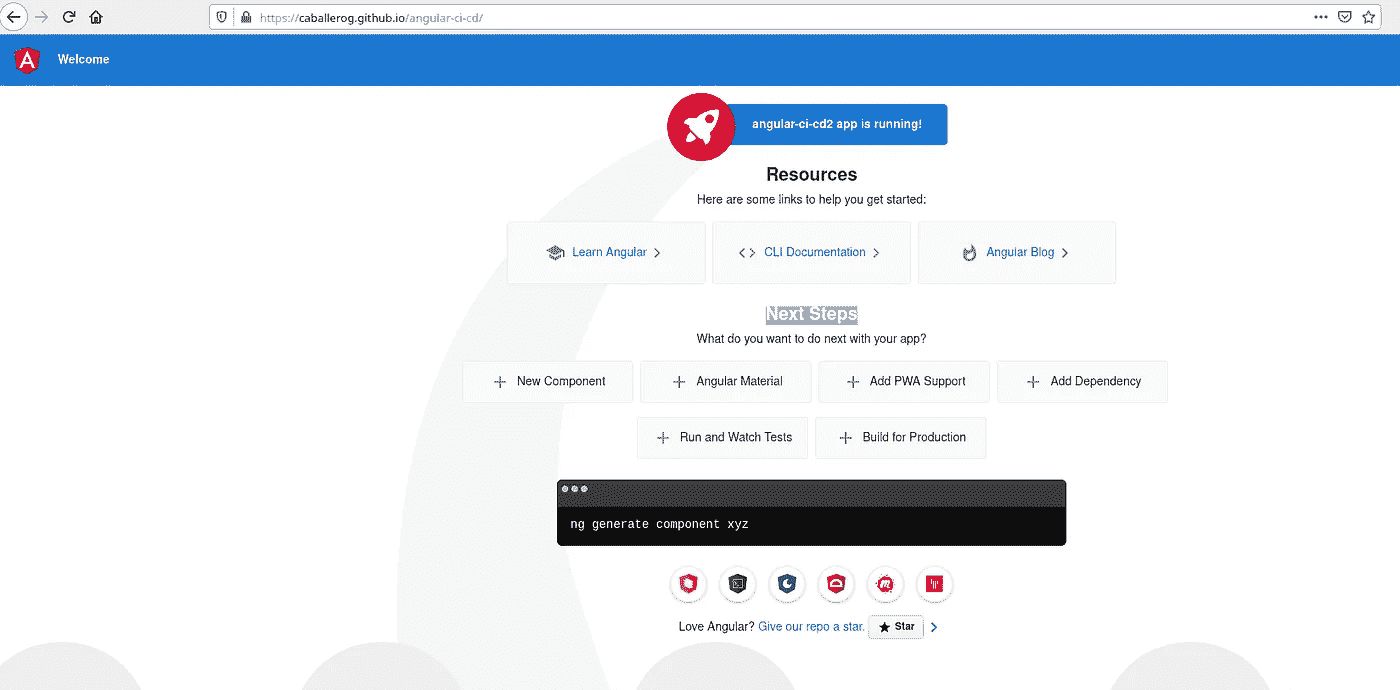 https://caballerog.github.io/angular-ci-cd/
Welcome
angular-ci-cd2 app is running!
Resources
Here are some links to help you get started:
Learn Angular
CLI Documentation
Angular Blog
Next Steps
What do you want to do next with your app?
New Component
Angular Material
Add PWA Support
Add Dependency
Run and Watch Tests
Build for Production
ng generate component xyz
Love Angular? Give our repo a star. Star